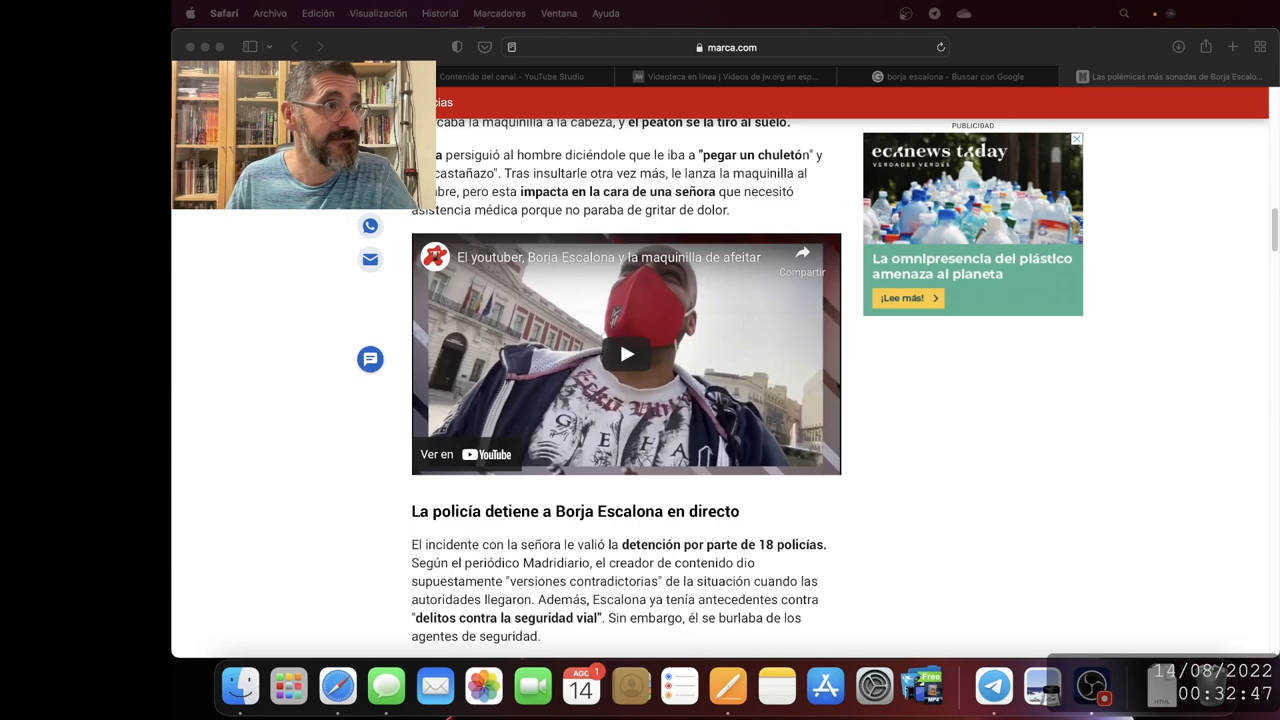 Safari Archivo Edición Visualización Historial Marcadores Ventana Ayuda
marca.com
Contenido del canal - YouTube Studio
Videoteca en línea | Videos de jw.org en esp...
borja escalona - Buscar con Google
Las polémicas más sonadas de Borja Escalo...
cias
caba la maquinilla a la cabeza, y el peatón se la tiró al suelo.
a persiguió al hombre diciéndole que le iba a "pegar un chuletón" y
castañazo". Tras insultarle otra vez más, le lanza la maquinilla al
bre, pero esta impacta en la cara de una señora que necesitó
asistencia médica porque no paraba de gritar de dolor.
PUBLICIDAD
econews today
VERDADES VERDES
La omnipresencia del plástico
amenaza al planeta
¡Lee más!
El youtuber, Borja Escalona y la maquinilla de afeitar
Compartir
Ver en YouTube
La policía detiene a Borja Escalona en directo
El incidente con la señora le valió la detención por parte de 18 policías.
Según el periódico Madridiario, el creador de contenido dio
supuestamente "versiones contradictorias" de la situación cuando las
autoridades llegaron. Además, Escalona ya tenía antecedentes contra
"delitos contra la seguridad vial". Sin embargo, él se burlaba de los
agentes de seguridad.
AGO
14
1
Free
MP4
HTML
14/08/2022
00:32:47